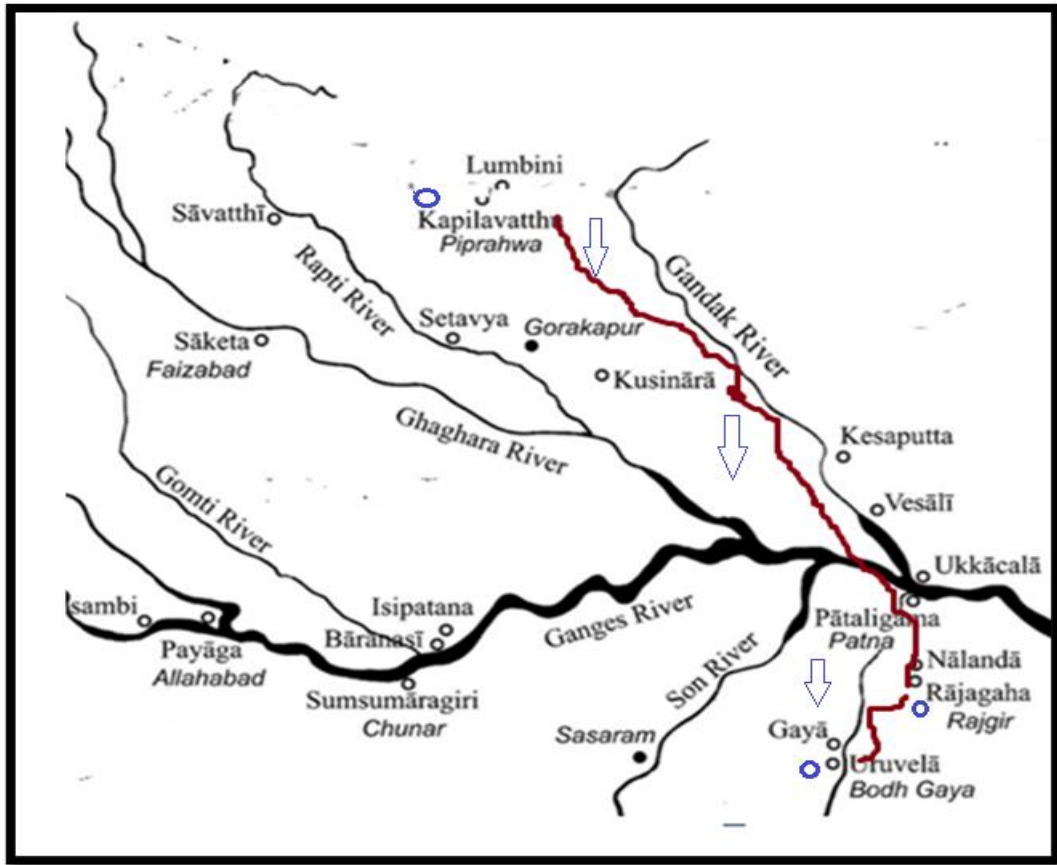 Lumbini
Sāvatthī
Kapilavatthu
Piprahwa
Rapti River
Gandak River
Setavya
Gorakapur
Sāketa
Faizabad
Kusinārā
Ghaghara River
Kesaputta
Gomti River
Vesālī
Ukkācalā
Isipatana
Ganges River
sambi
Payāga
Allahabad
Bāranasī
Pātaligama
Patna
Nālandā
Sumsumāragiri
Chunar
Son River
Rājagaha
Rajgir
Sasaram
Gayā
Uruvelā
Bodh Gaya